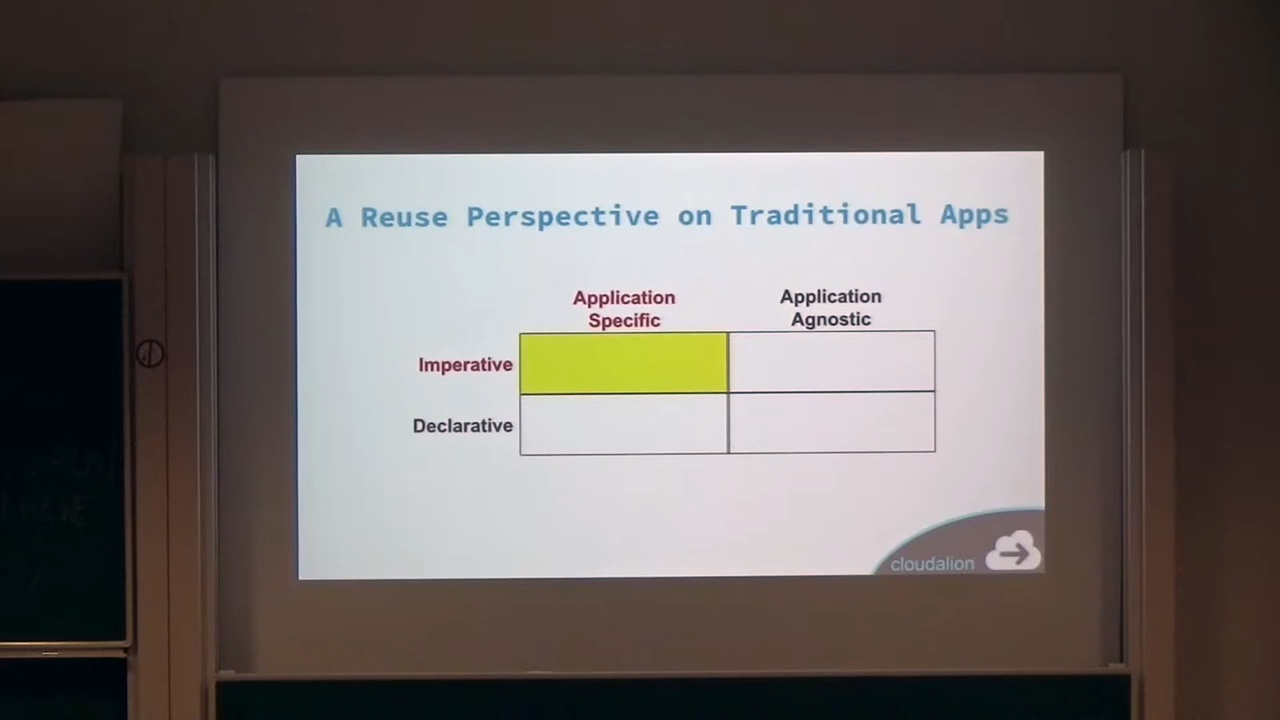 A Reuse Perspective on Traditional Apps
Application
Specific
Application
Agnostic
Imperative
Declarative
cloudalion